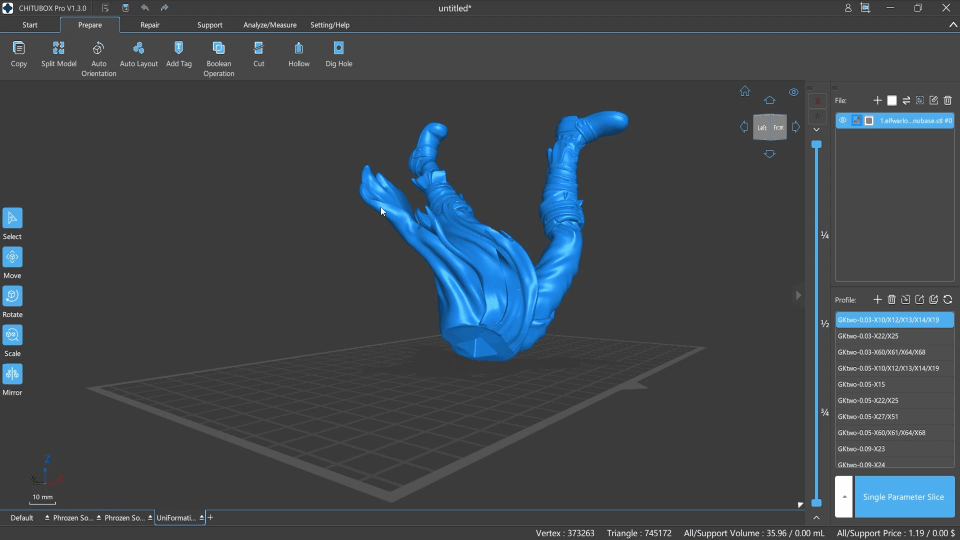 CHITUBOX Pro V1.3.0
untitled*
Start
Prepare
Repair
Support
Analyze/Measure
Setting/Help
Copy
Split Model
Auto
Orientation
Auto Layout
Add Tag
Boolean
Operation
Cut
Hollow
Dig Hole
Left
Select
Move
Rotate
Scale
Mirror
Z
10 mm
¼
½
¾
File:
1.elfwarlo...nobase.stl #0
Profile:
GKtwo-0.03-X10/X12/X13/X14/X19
GKtwo-0.03-X22/X25
GKtwo-0.03-X60/X61/X64/X68
GKtwo-0.05-X10/X12/X13/X14/X19
GKtwo-0.05-X15
GKtwo-0.05-X22/X25
GKtwo-0.05-X27/X51
GKtwo-0.05-X60/X61/X64/X68
GKtwo-0.09-X23
GKtwo-0.09-X24
Single Parameter Slice
Default
Phrozen So...
Phrozen So...
UniFormati...
Vertex : 373263 Triangle : 745172 All/Support Volume : 35.96 / 0.00 mL All/Support Price : 1.19 / 0.00 $